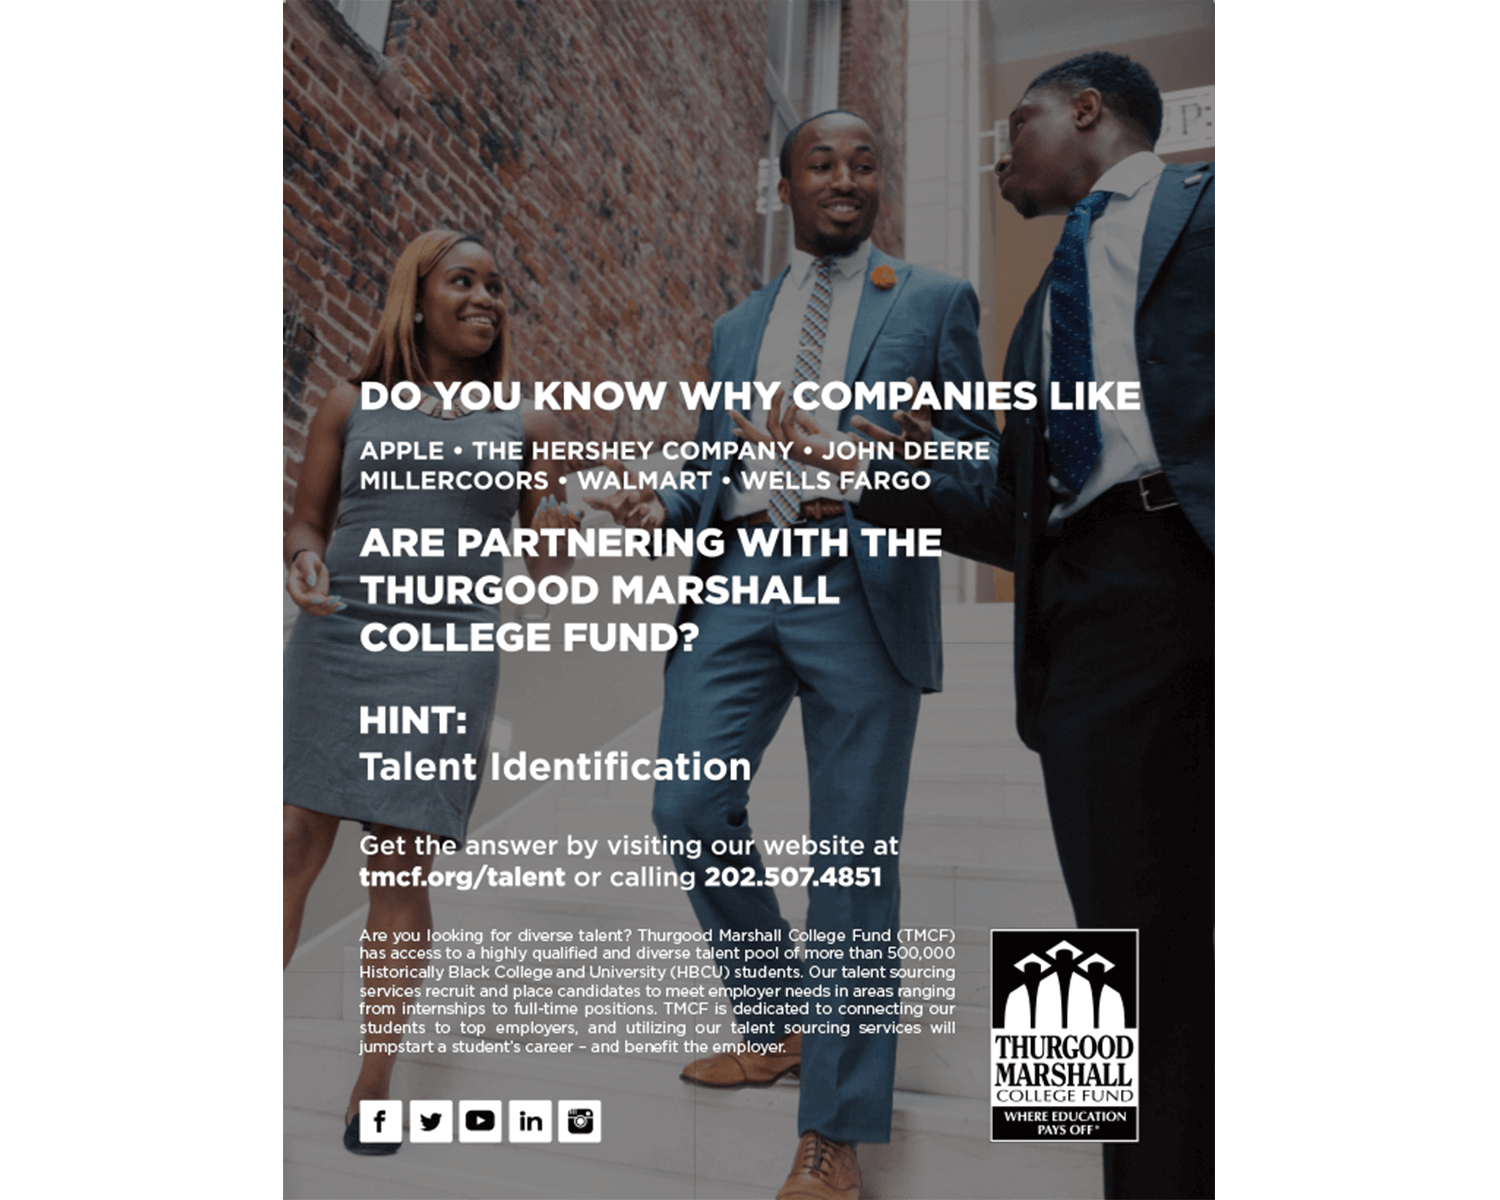 DO YOU KNOW WHY COMPANIES LIKE
APPLE • THE HERSHEY COMPANY • JOHN DEERE
MILLERCOORS • WALMART • WELLS FARGO
ARE PARTNERING WITH THE
THURGOOD MARSHALL
COLLEGE FUND?
HINT:
Talent Identification
Get the answer by visiting our website at
tmcf.org/talent or calling 202.507.4851
Are you looking for diverse talent? Thurgood Marshall College Fund (TMCF)
has access to a highly qualified and diverse talent pool of more than 500,000
Historically Black College and University (HBCU) students. Our talent sourcing
services recruit and place candidates to meet employer needs in areas ranging
from internships to full-time positions. TMCF is dedicated to connecting our
students to top employers, and utilizing our talent sourcing services will
jumpstart a student's career – and benefit the employer.
THURGOOD
MARSHALL
COLLEGE FUND
WHERE EDUCATION
PAYS OFF®